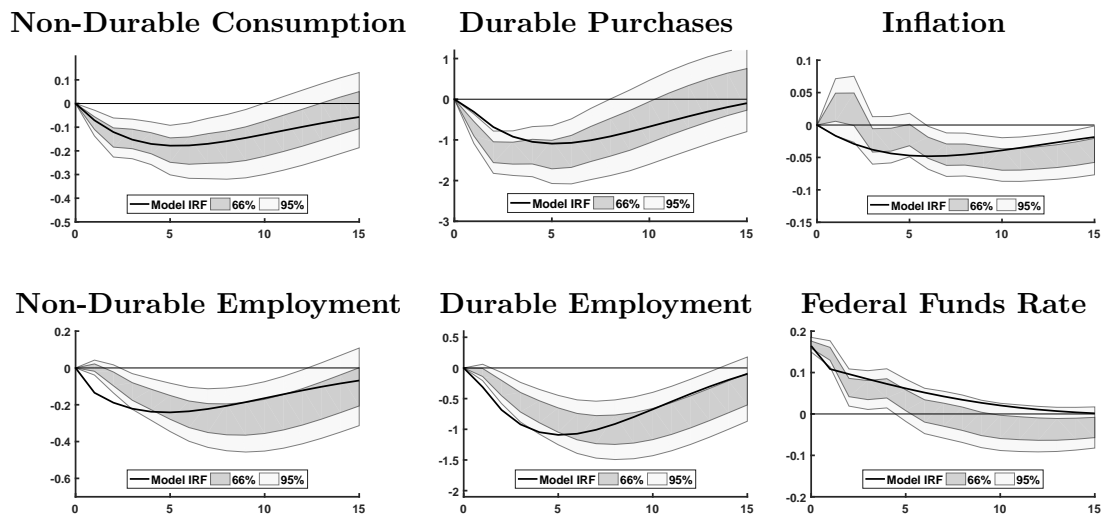 Non-Durable Consumption
0.1
0
-0.1
-0.2
-0.3
-0.4
-0.5
0 5 10 15
Model IRF 66% 95%
Durable Purchases
1
0
-1
-2
-3
0 5 10 15
Model IRF 66% 95%
Inflation
0.1
0.05
0
-0.05
-0.1
-0.15
0 5 10 15
Model IRF 66% 95%
Non-Durable Employment
0.2
0
-0.2
-0.4
-0.6
0 5 10 15
Model IRF 66% 95%
Durable Employment
0.5
0
-0.5
-1
-1.5
-2
0 5 10 15
Model IRF 66% 95%
Federal Funds Rate
0.2
0.1
0
-0.1
-0.2
0 5 10 15
Model IRF 66% 95%